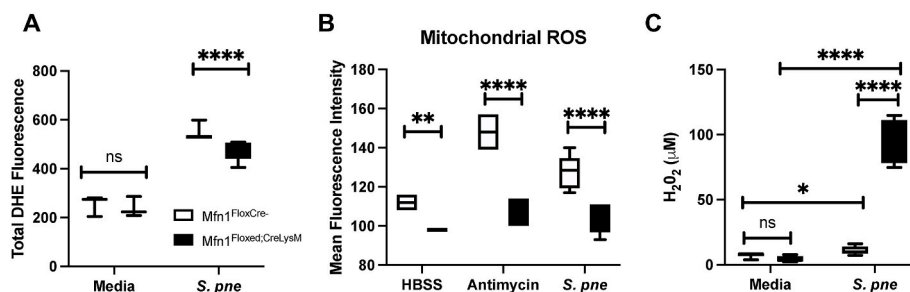 A
Total DHE Fluorescence
800
600
400
200
0
ns
****
Media
S. pne
Mfn1FloxCre-
Mfn1Floxed;CreLysM
B
Mitochondrial ROS
Mean Fluorescence Intensity
180
160
140
120
100
80
**
****
****
HBSS
Antimycin
S. pne
C
H2O2 (μM)
150
100
50
0
****
****
*
ns
Media
S. pne